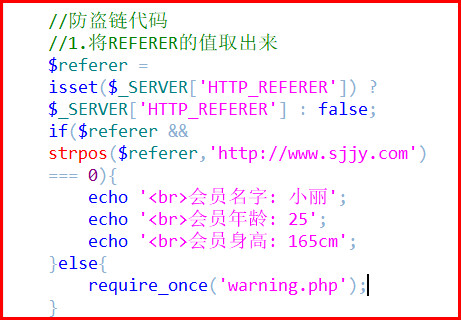 //防盗链代码
//1.将REFERER的值取出来
$referer =
isset($_SERVER['HTTP_REFERER']) ?
$_SERVER['HTTP_REFERER'] : false;
if($referer &&
strpos($referer,'http://www.sjjy.com')
=== 0){
    echo '<br>会员名字: 小丽';
    echo '<br>会员年龄: 25';
    echo '<br>会员身高: 165cm';
}else{
    require_once('warning.php');
}